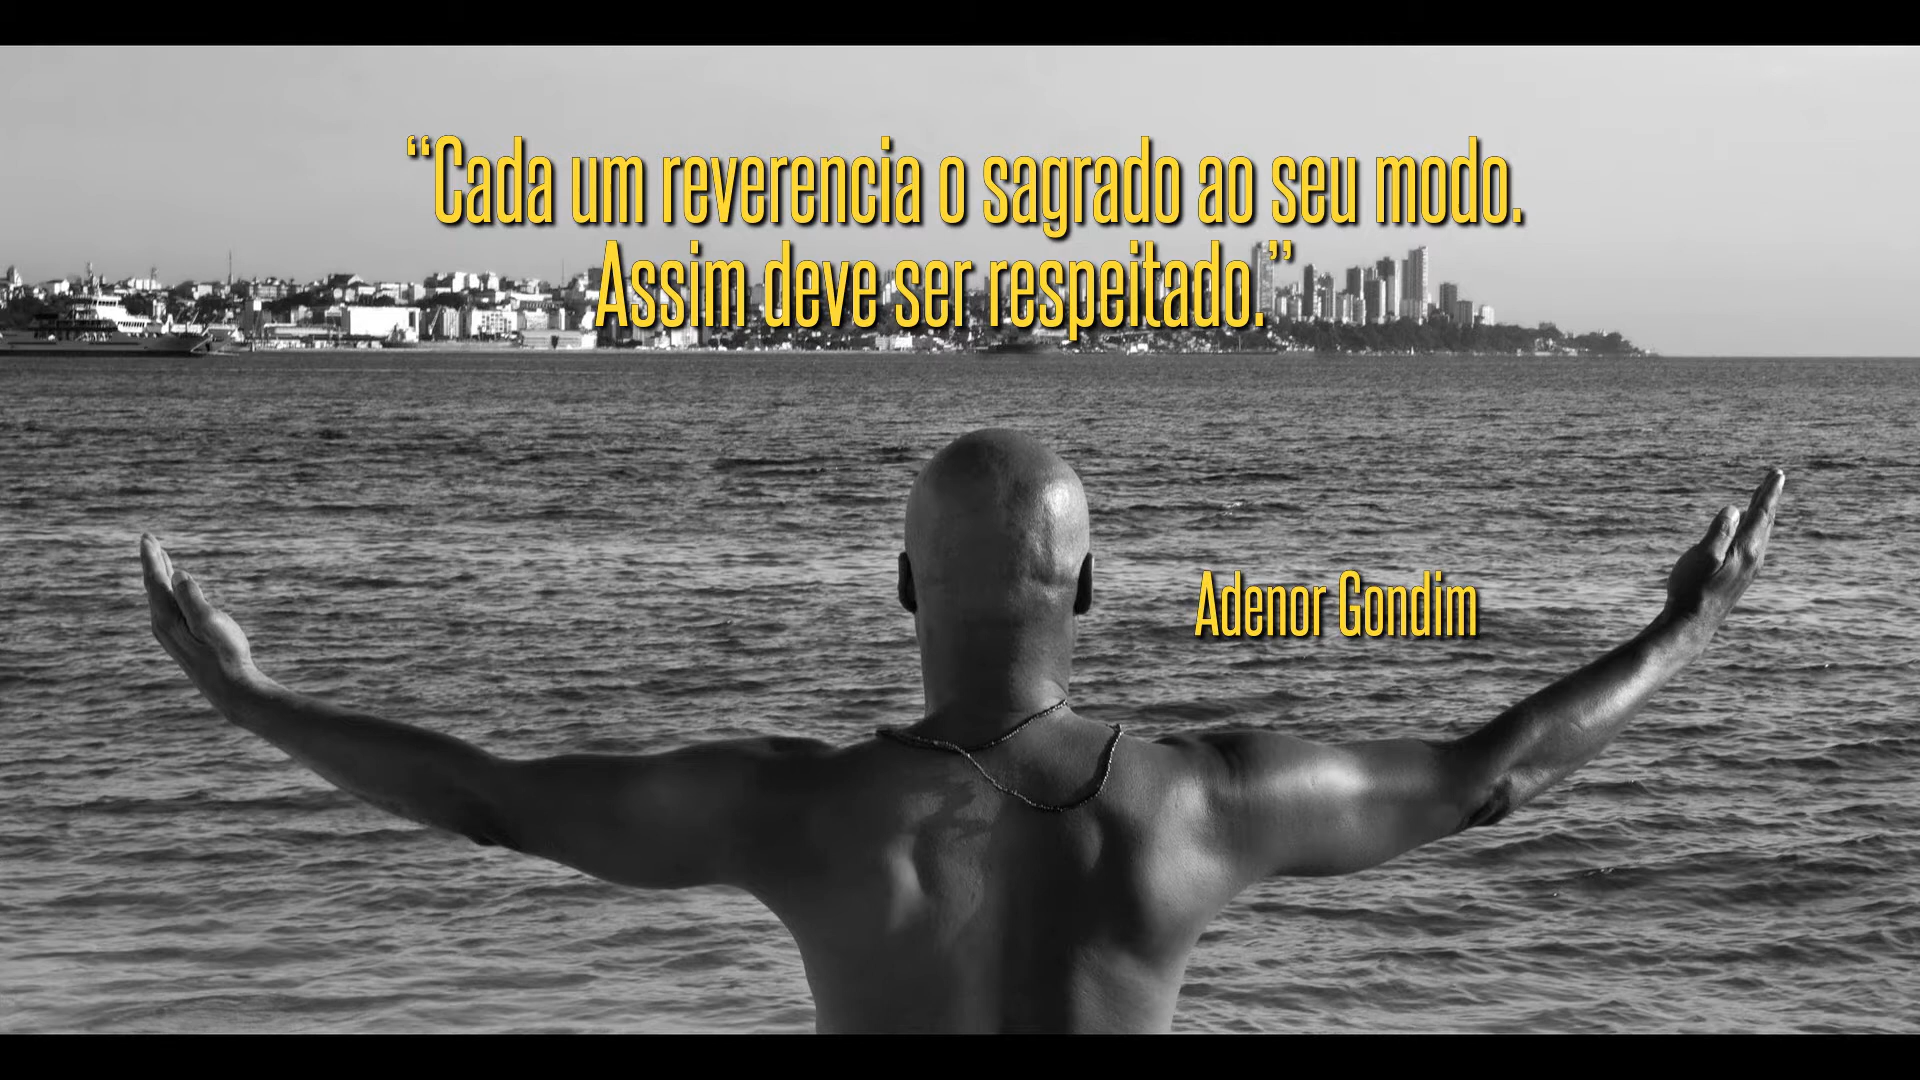 “Cada um reverencia o sagrado ao seu modo.
Assim deve ser respeitado.”
Adenor Gondim